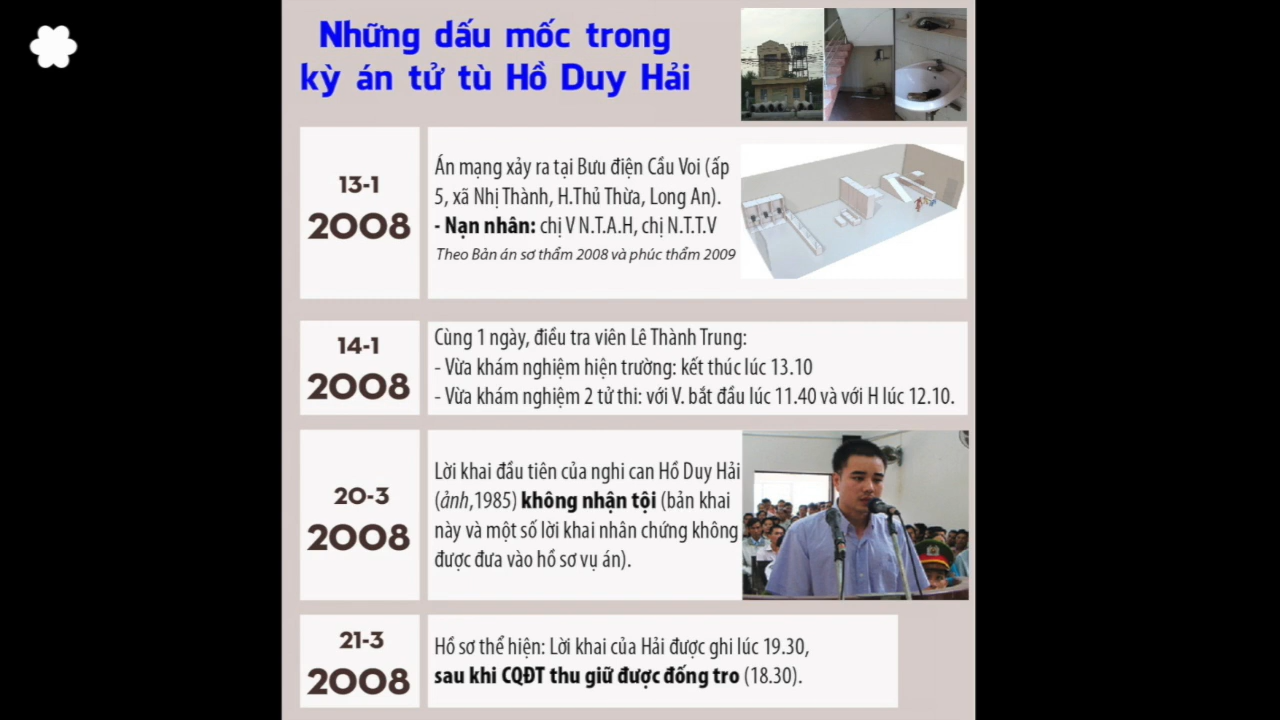 Những dấu mốc trong
kỳ án tử tù Hồ Duy Hải
13-1
2008
Án mạng xảy ra tại Bưu điện Cầu Voi (ấp
5, xã Nhị Thành, H.Thủ Thừa, Long An).
- Nạn nhân: chị V N.T.A.H, chị N.T.T.V
Theo Bản án sơ thẩm 2008 và phúc thẩm 2009
14-1
2008
Cùng 1 ngày, điều tra viên Lê Thành Trung:
- Vừa khám nghiệm hiện trường: kết thúc lúc 13.10
- Vừa khám nghiệm 2 tử thi: với V. bắt đầu lúc 11.40 và với H lúc 12.10.
20-3
2008
Lời khai đầu tiên của nghi can Hồ Duy Hải
(ảnh,1985) không nhận tội (bản khai
này và một số lời khai nhân chứng không
được đưa vào hồ sơ vụ án).
21-3
2008
Hồ sơ thể hiện: Lời khai của Hải được ghi lúc 19.30,
sau khi CQĐT thu giữ được đống tro (18.30).